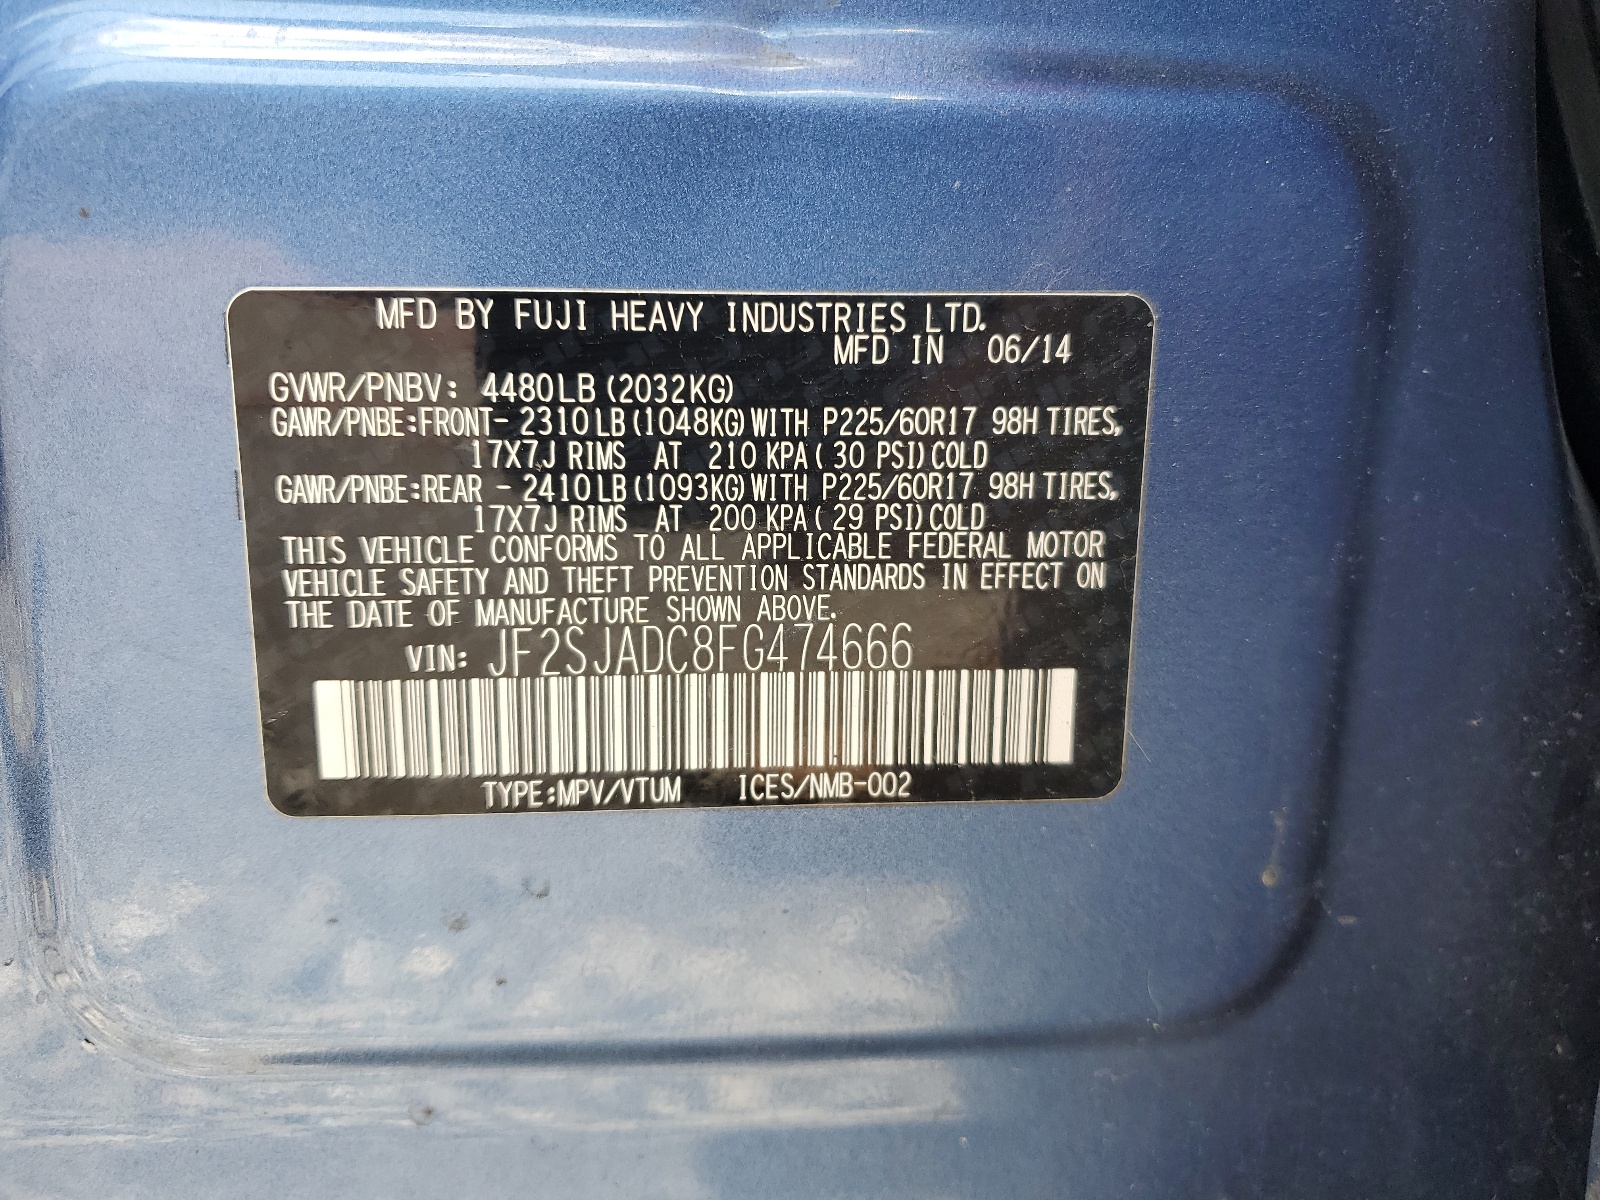 MFD BY FUJI HEAVY INDUSTRIES LTD.
MFD IN 06/14
GVWR/PNBV: 4480LB (2032KG)
GAWR/PNBE:FRONT- 2310 LB (1048KG) WITH P225/60R17 98H TIRES,
17X7J RIMS AT 210 KPA ( 30 PSI) COLD
GAWR/PNBE:REAR - 2410 LB (1093KG) WITH P225/60R17 98H TIRES,
17X7J RIMS AT 200 KPA ( 29 PSI) COLD
THIS VEHICLE CONFORMS TO ALL APPLICABLE FEDERAL MOTOR
VEHICLE SAFETY AND THEFT PREVENTION STANDARDS IN EFFECT ON
THE DATE OF MANUFACTURE SHOWN ABOVE.
VIN: JF2SJADC8FG474666
TYPE:MPV/VTUM ICES/NMB-002